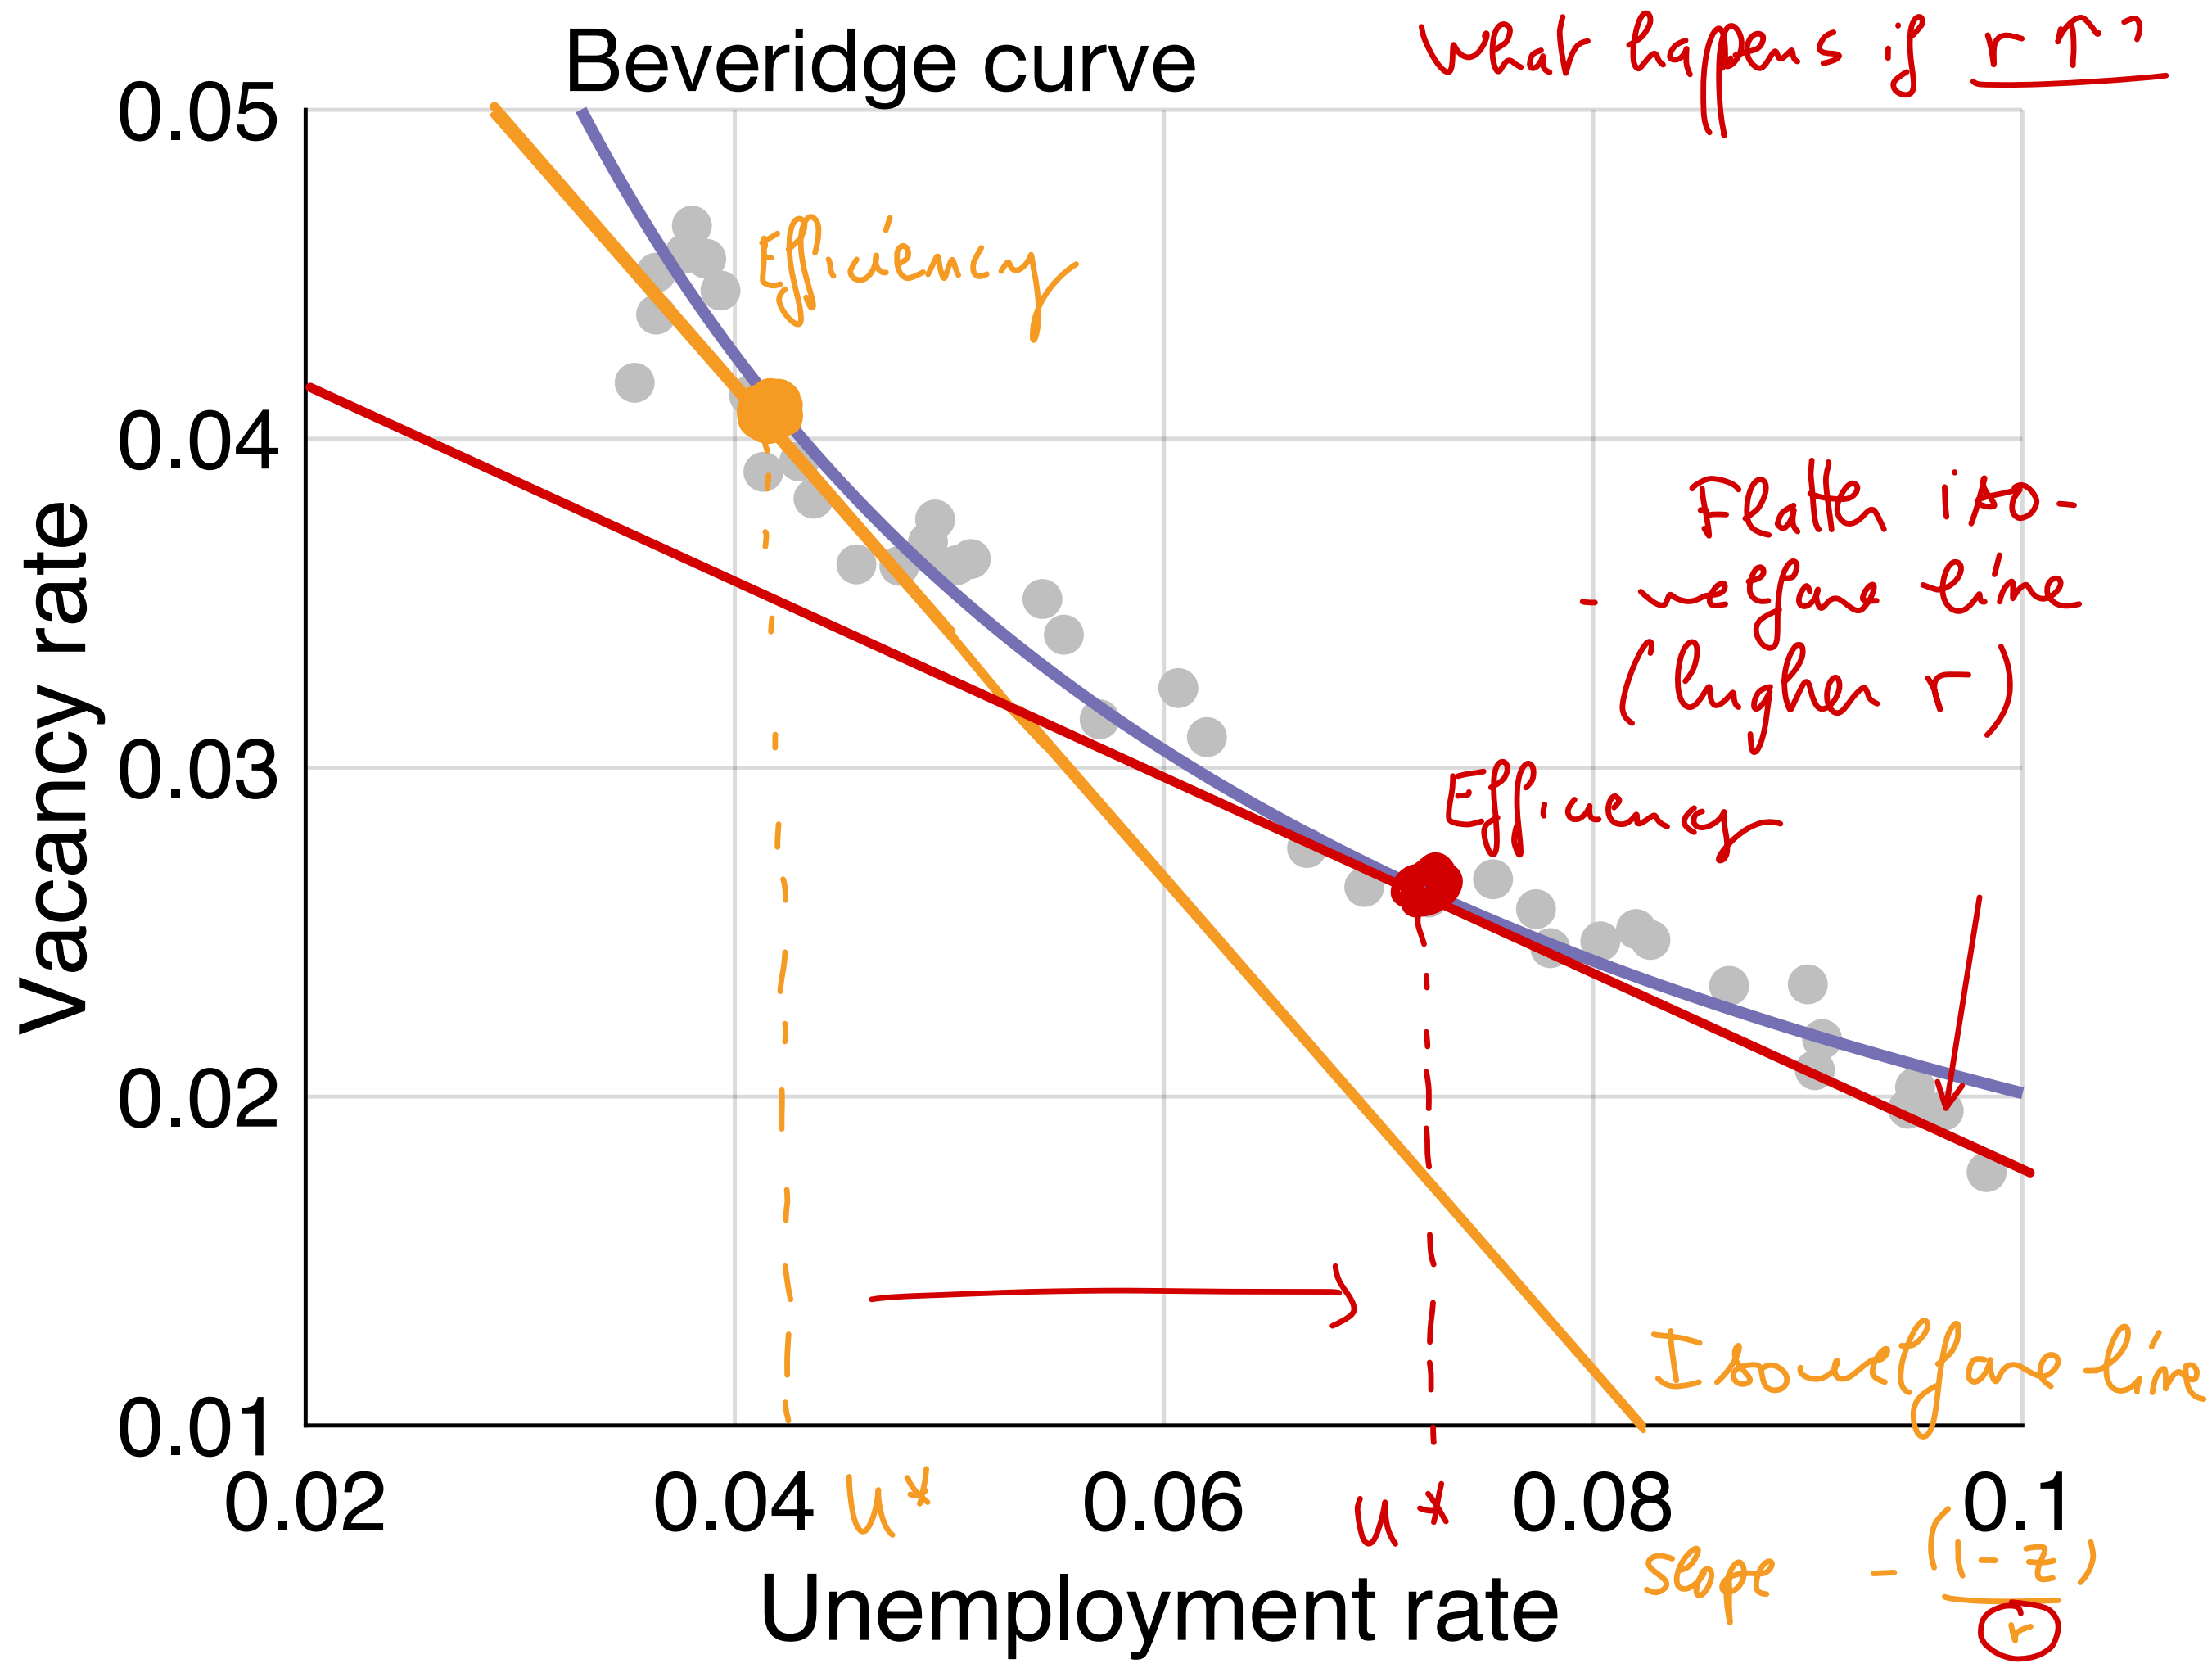 Beveridge curve
what happens if r ↑?
0.05
Efficiency
0.04
Flatter iso-
- welfare line
(higher r)
Vacancy rate
0.03
Efficiency
0.02
Isowelfare line
0.01
0.02 0.04 u* 0.06 u* 0.08 0.1
Unemployment rate
slope - (1-z)
r